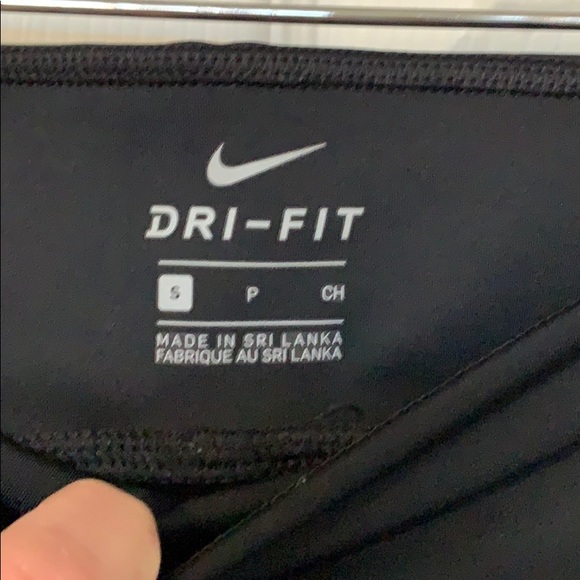 DRI-FIT
S P CH
MADE IN SRI LANKA
FABRIQUE AU SRI LANKA